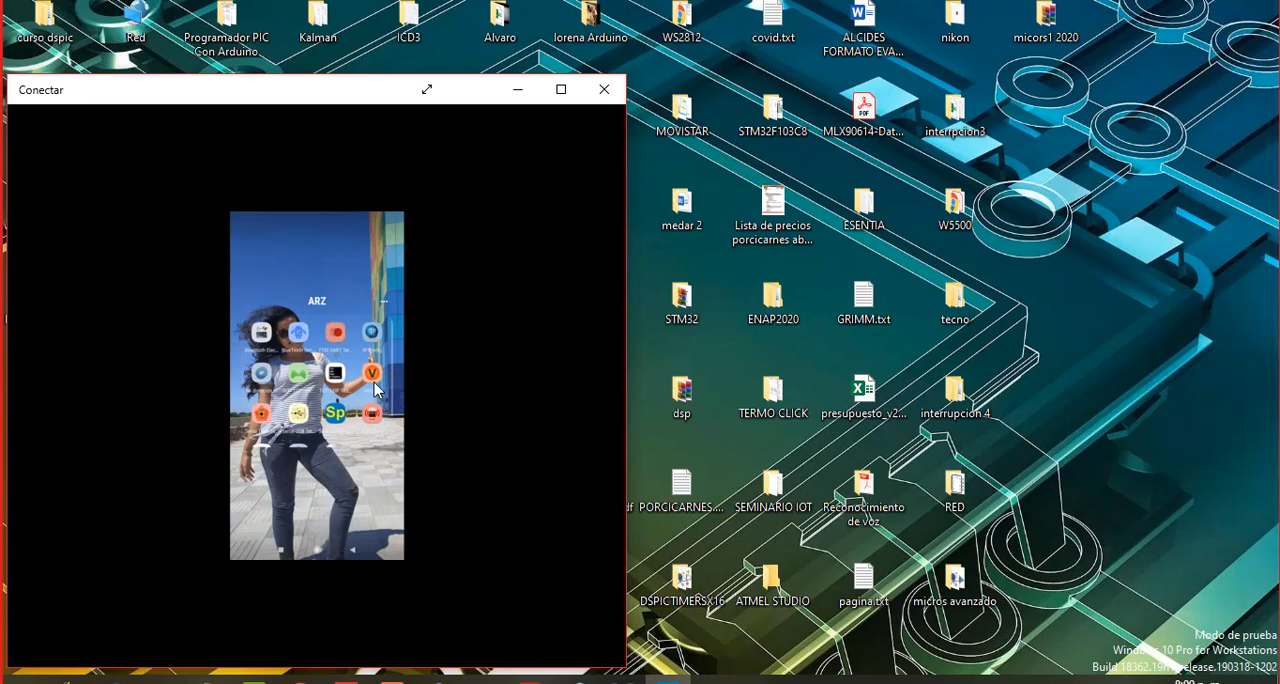 curso dspic
Red
Programador PIC
Con Arduino
Kalman
ICD3
Alvaro
lorena Arduino
WS2812
covid.txt
ALCIDES
FORMATO EVA...
nikon
micors1 2020
Conectar
MOVISTAR
STM32F103C8
MLX90614-Dat...
interrpcion3
PDF
medar 2
Lista de precios
porcicarnes ab...
ESENTIA
W5500
ARZ
STM32
ENAP2020
GRIMM.txt
tecno
V
Sp
dsp
TERMO CLICK
presupuesto_v2...
interrupcion 4
PORCICARNES....
SEMINARIO IOT
Reconocimiento
de voz
RED
DSPICTIMERSX16
ATMEL STUDIO
pagina.txt
micros avanzado
Modo de prueba
Windows 10 Pro for Workstations